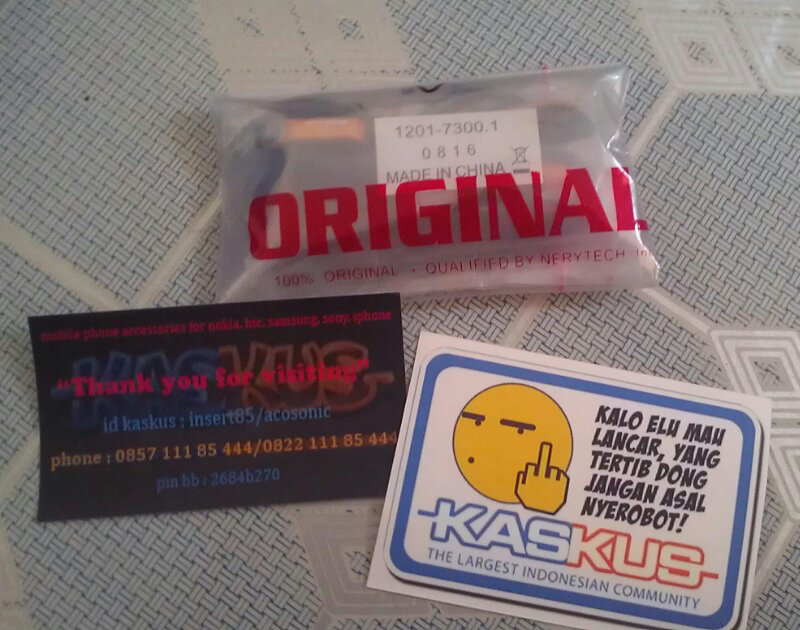 1201-7300.1
0816
MADE IN CHINA
ORIGINAL
100% ORIGINAL - QUALIFIED BY NERYTECH
mobile phone accessories for nokia, htc, samsung, sony, iphone
KASKUS
"Thank you for visiting"
id kaskus : insert85/acosonic
phone : 0857 111 85 444/0822 111 85 444
pin bb : 2684b270
KALO ELU MAU
LANCAR, YANG
TERTIB DONG
JANGAN ASAL
NYEROBOT!
KASKUS
THE LARGEST INDONESIAN COMMUNITY